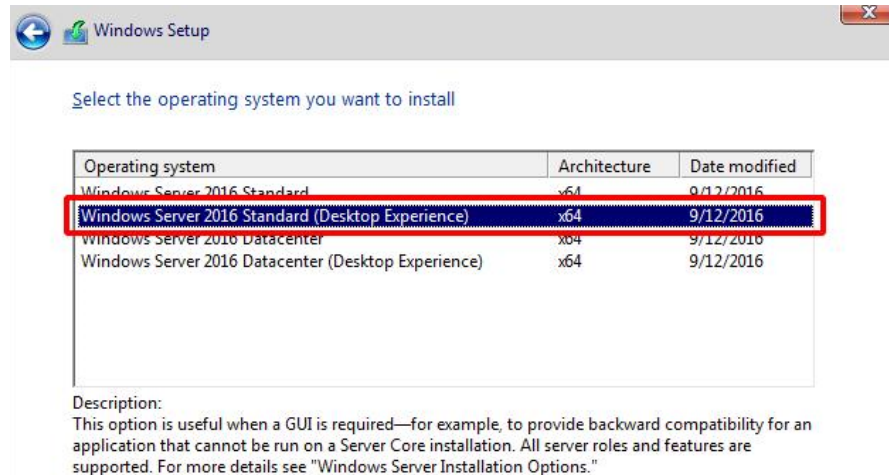 Windows Setup
Select the operating system you want to install
Operating system Architecture Date modified
Windows Server 2016 Standard x64 9/12/2016
Windows Server 2016 Standard (Desktop Experience) x64 9/12/2016
Windows Server 2016 Datacenter x64 9/12/2016
Windows Server 2016 Datacenter (Desktop Experience) x64 9/12/2016
Description:
This option is useful when a GUI is required—for example, to provide backward compatibility for an
application that cannot be run on a Server Core installation. All server roles and features are
supported. For more details see "Windows Server Installation Options."